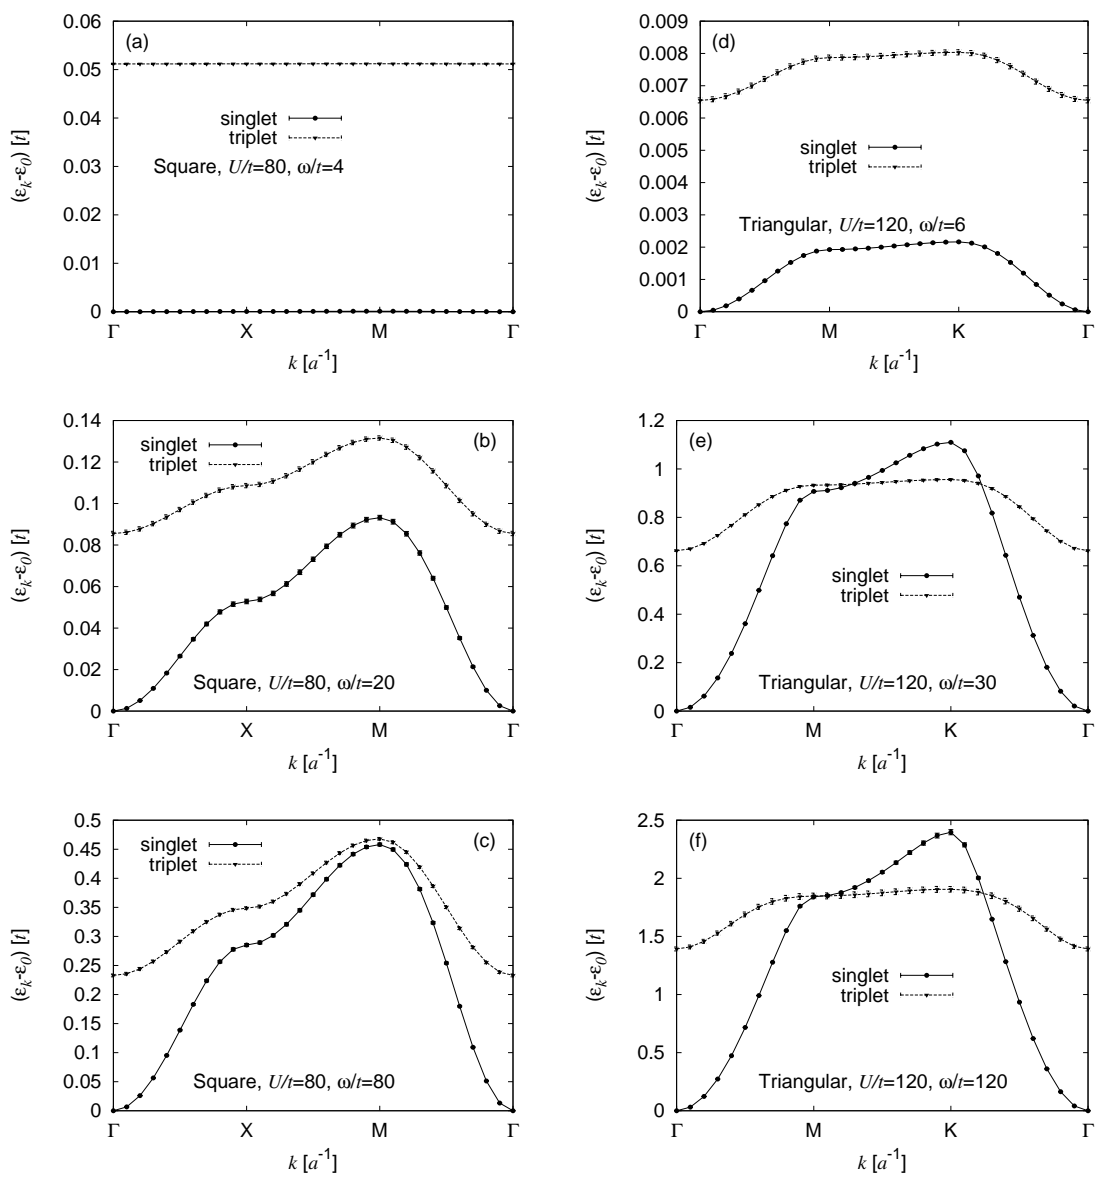 (a)
0.06
0.05
0.04
0.03
0.02
0.01
0
(ε_k-ε_0) [t]
singlet
triplet
Square, U/t=80, ω/t=4
Γ X M Γ
k [a^-1]
(d)
0.009
0.008
0.007
0.006
0.005
0.004
0.003
0.002
0.001
0
(ε_k-ε_0) [t]
singlet
triplet
Triangular, U/t=120, ω/t=6
Γ M K Γ
k [a^-1]
(b)
0.14
0.12
0.1
0.08
0.06
0.04
0.02
0
(ε_k-ε_0) [t]
singlet
triplet
Square, U/t=80, ω/t=20
Γ X M Γ
k [a^-1]
(e)
1.2
1
0.8
0.6
0.4
0.2
0
(ε_k-ε_0) [t]
singlet
triplet
Triangular, U/t=120, ω/t=30
Γ M K Γ
k [a^-1]
(c)
0.5
0.45
0.4
0.35
0.3
0.25
0.2
0.15
0.1
0.05
0
(ε_k-ε_0) [t]
singlet
triplet
Square, U/t=80, ω/t=80
Γ X M Γ
k [a^-1]
(f)
2.5
2
1.5
1
0.5
0
(ε_k-ε_0) [t]
singlet
triplet
Triangular, U/t=120, ω/t=120
Γ M K Γ
k [a^-1]